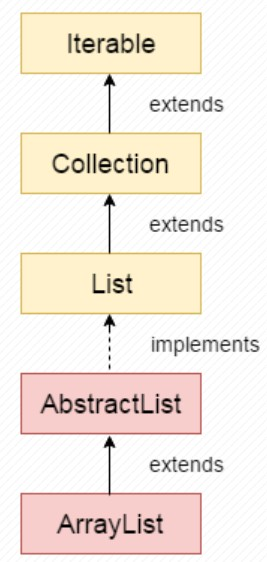 Iterable
extends
Collection
extends
List
implements
AbstractList
extends
ArrayList